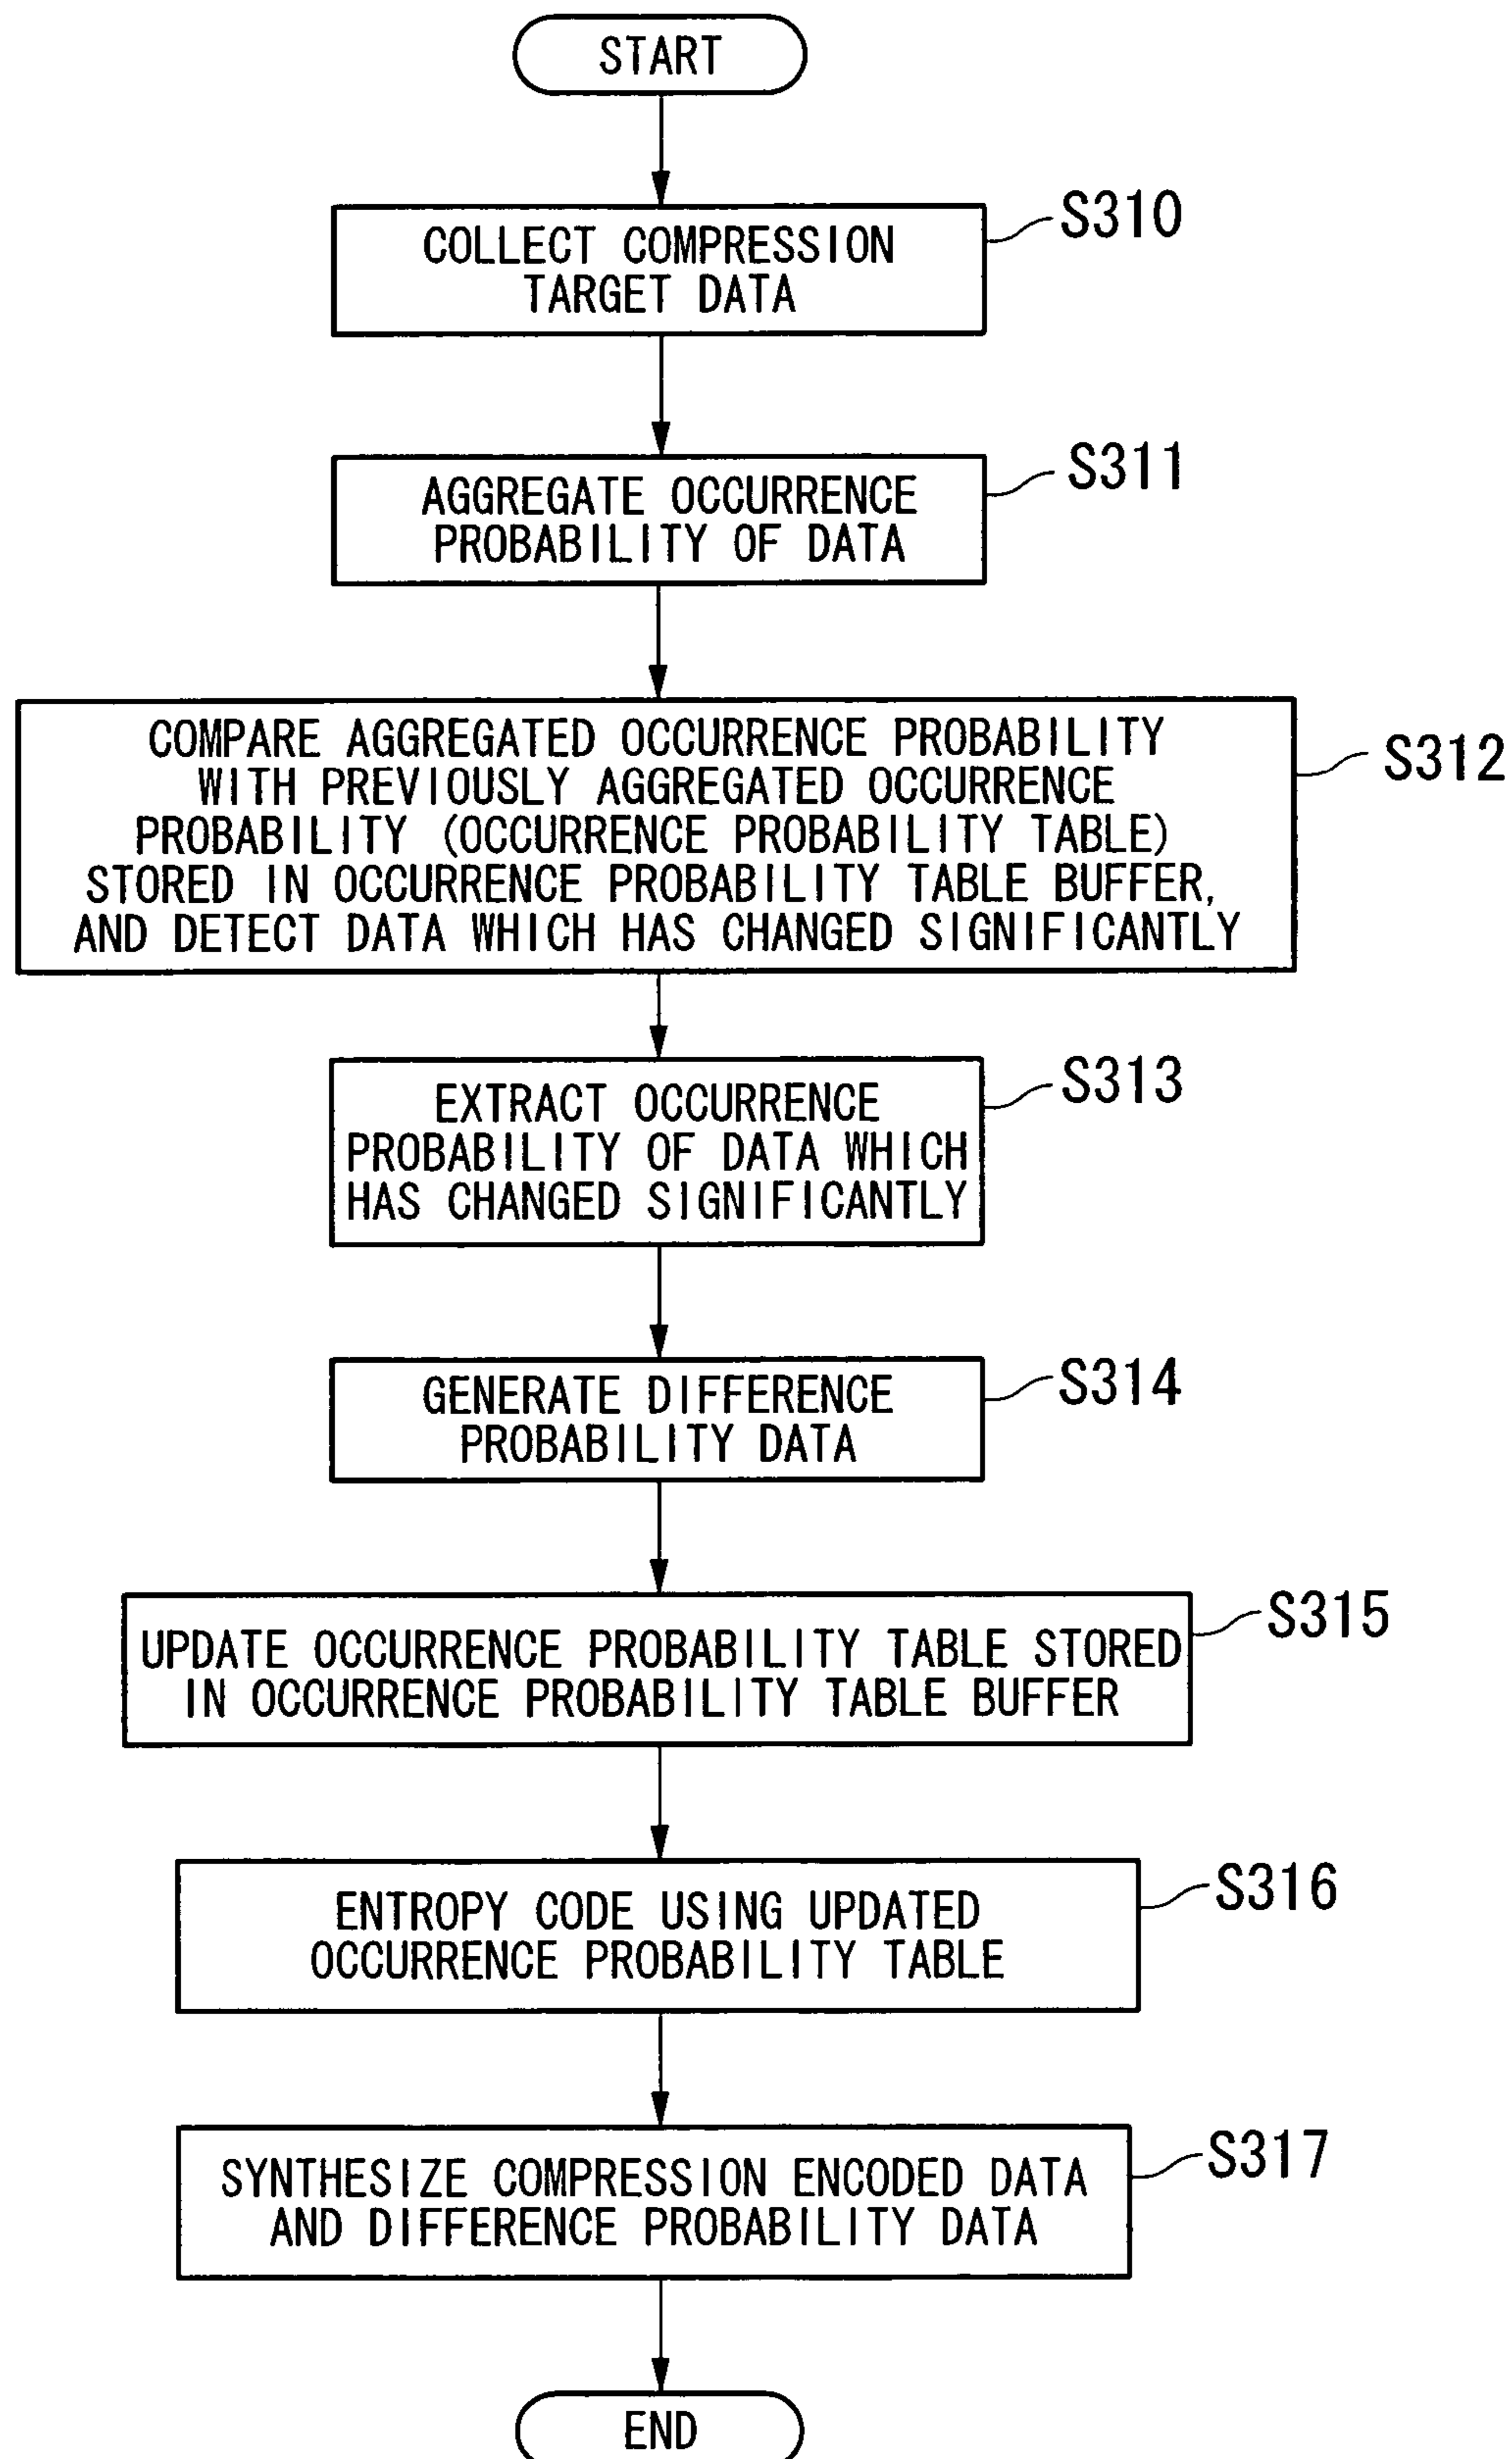 START
S310
COLLECT COMPRESSION
TARGET DATA
S311
AGGREGATE OCCURRENCE
PROBABILITY OF DATA
S312
COMPARE AGGREGATED OCCURRENCE PROBABILITY
WITH PREVIOUSLY AGGREGATED OCCURRENCE
PROBABILITY (OCCURRENCE PROBABILITY TABLE)
STORED IN OCCURRENCE PROBABILITY TABLE BUFFER,
AND DETECT DATA WHICH HAS CHANGED SIGNIFICANTLY
S313
EXTRACT OCCURRENCE
PROBABILITY OF DATA WHICH
HAS CHANGED SIGNIFICANTLY
S314
GENERATE DIFFERENCE
PROBABILITY DATA
S315
UPDATE OCCURRENCE PROBABILITY TABLE STORED
IN OCCURRENCE PROBABILITY TABLE BUFFER
S316
ENTROPY CODE USING UPDATED
OCCURRENCE PROBABILITY TABLE
S317
SYNTHESIZE COMPRESSION ENCODED DATA
AND DIFFERENCE PROBABILITY DATA
END